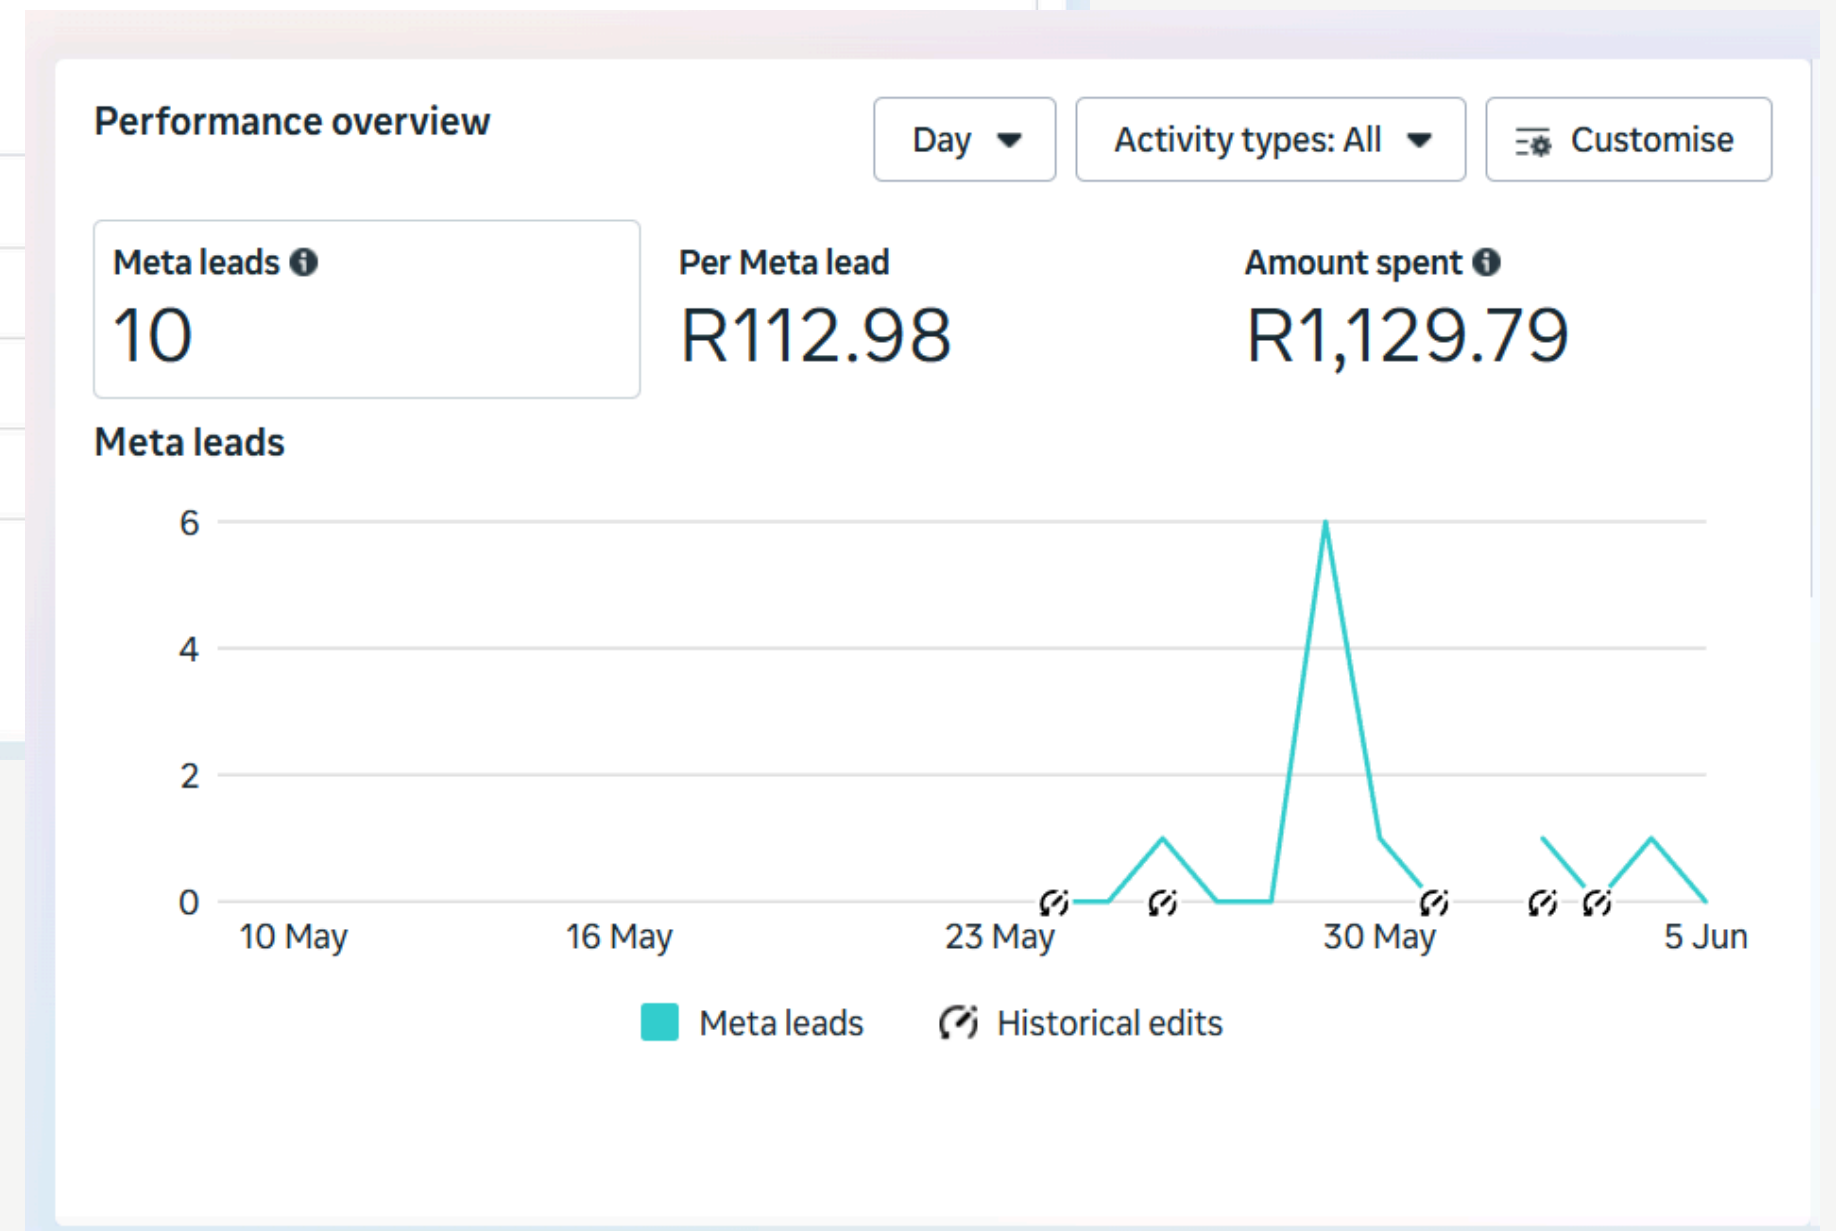 Performance overview
Day
Activity types: All
Customise
Meta leads
10
Per Meta lead
R112.98
Amount spent
R1,129.79
Meta leads
6
4
2
0
10 May
16 May
23 May
30 May
5 Jun
Meta leads
Historical edits